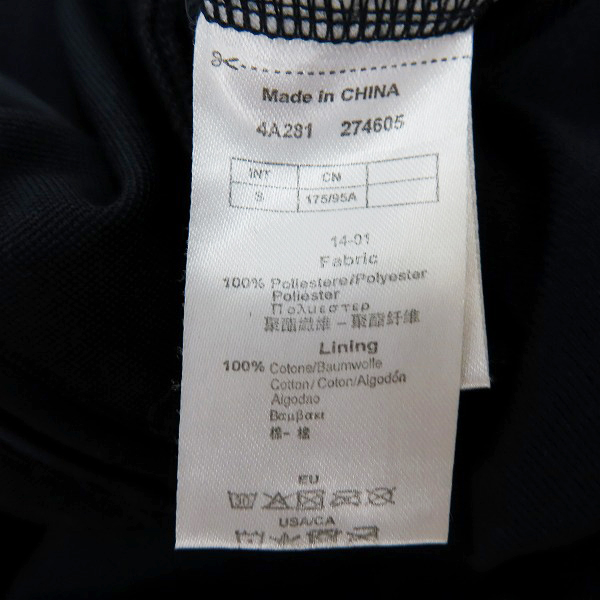 Made in CHINA
4A281 274605
INT CN
S 175/95A
14-01
Fabric
100% Poliestere/Polyester
Poliester
Πολυεστερ
聚酯纖維 - 聚酯纤维
Lining
100% Cotone/Baumwolle
Cotton/Coton/Algodón
Algodao
Βαμβακι
棉- 棉
EU
30
USA/CA